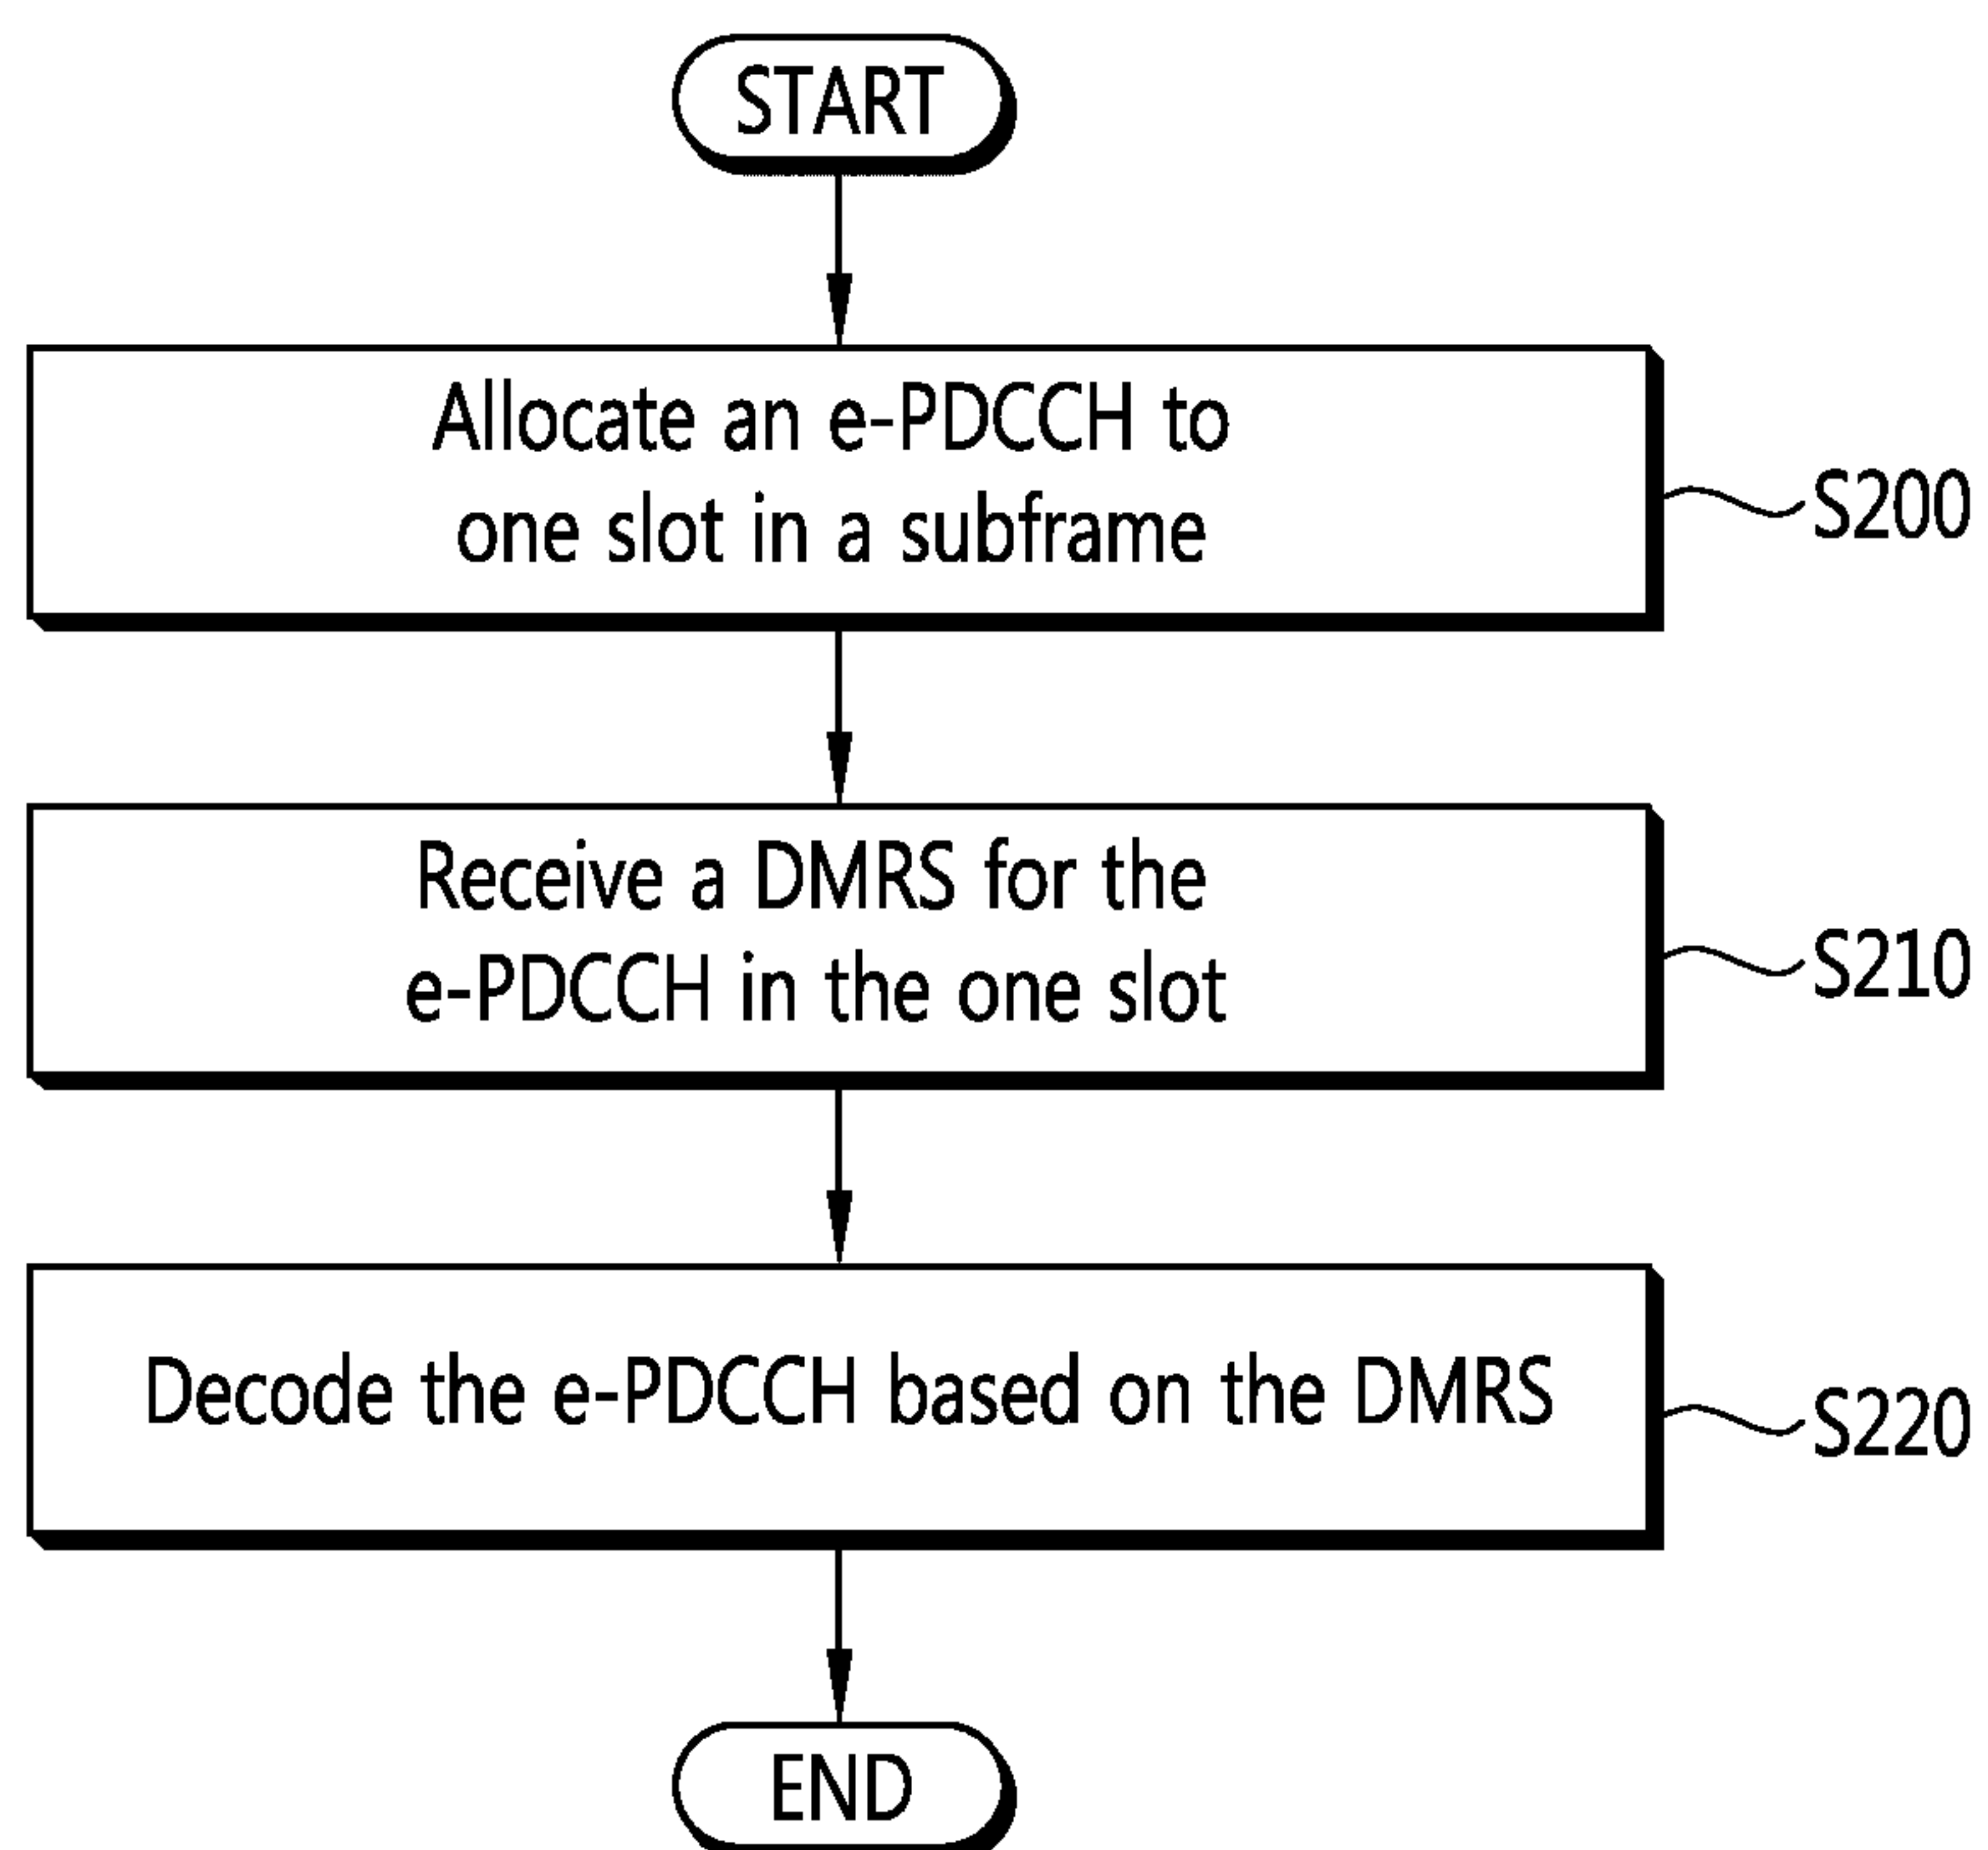 START
Allocate an e-PDCCH to
one slot in a subframe
S200
Receive a DMRS for the
e-PDCCH in the one slot
S210
Decode the e-PDCCH based on the DMRS
S220
END